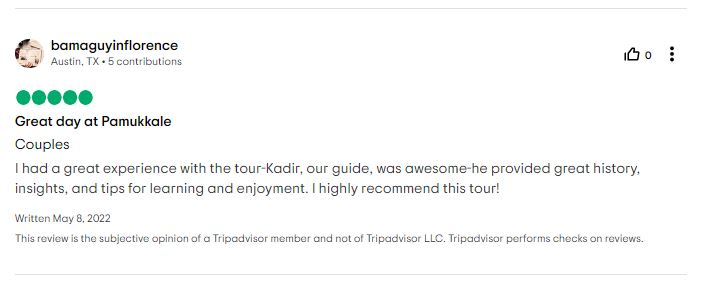 bamaguyinflorence
Austin, TX • 5 contributions
0
Great day at Pamukkale
Couples
I had a great experience with the tour-Kadir, our guide, was awesome-he provided great history,
insights, and tips for learning and enjoyment. I highly recommend this tour!
Written May 8, 2022
This review is the subjective opinion of a Tripadvisor member and not of Tripadvisor LLC. Tripadvisor performs checks on reviews.